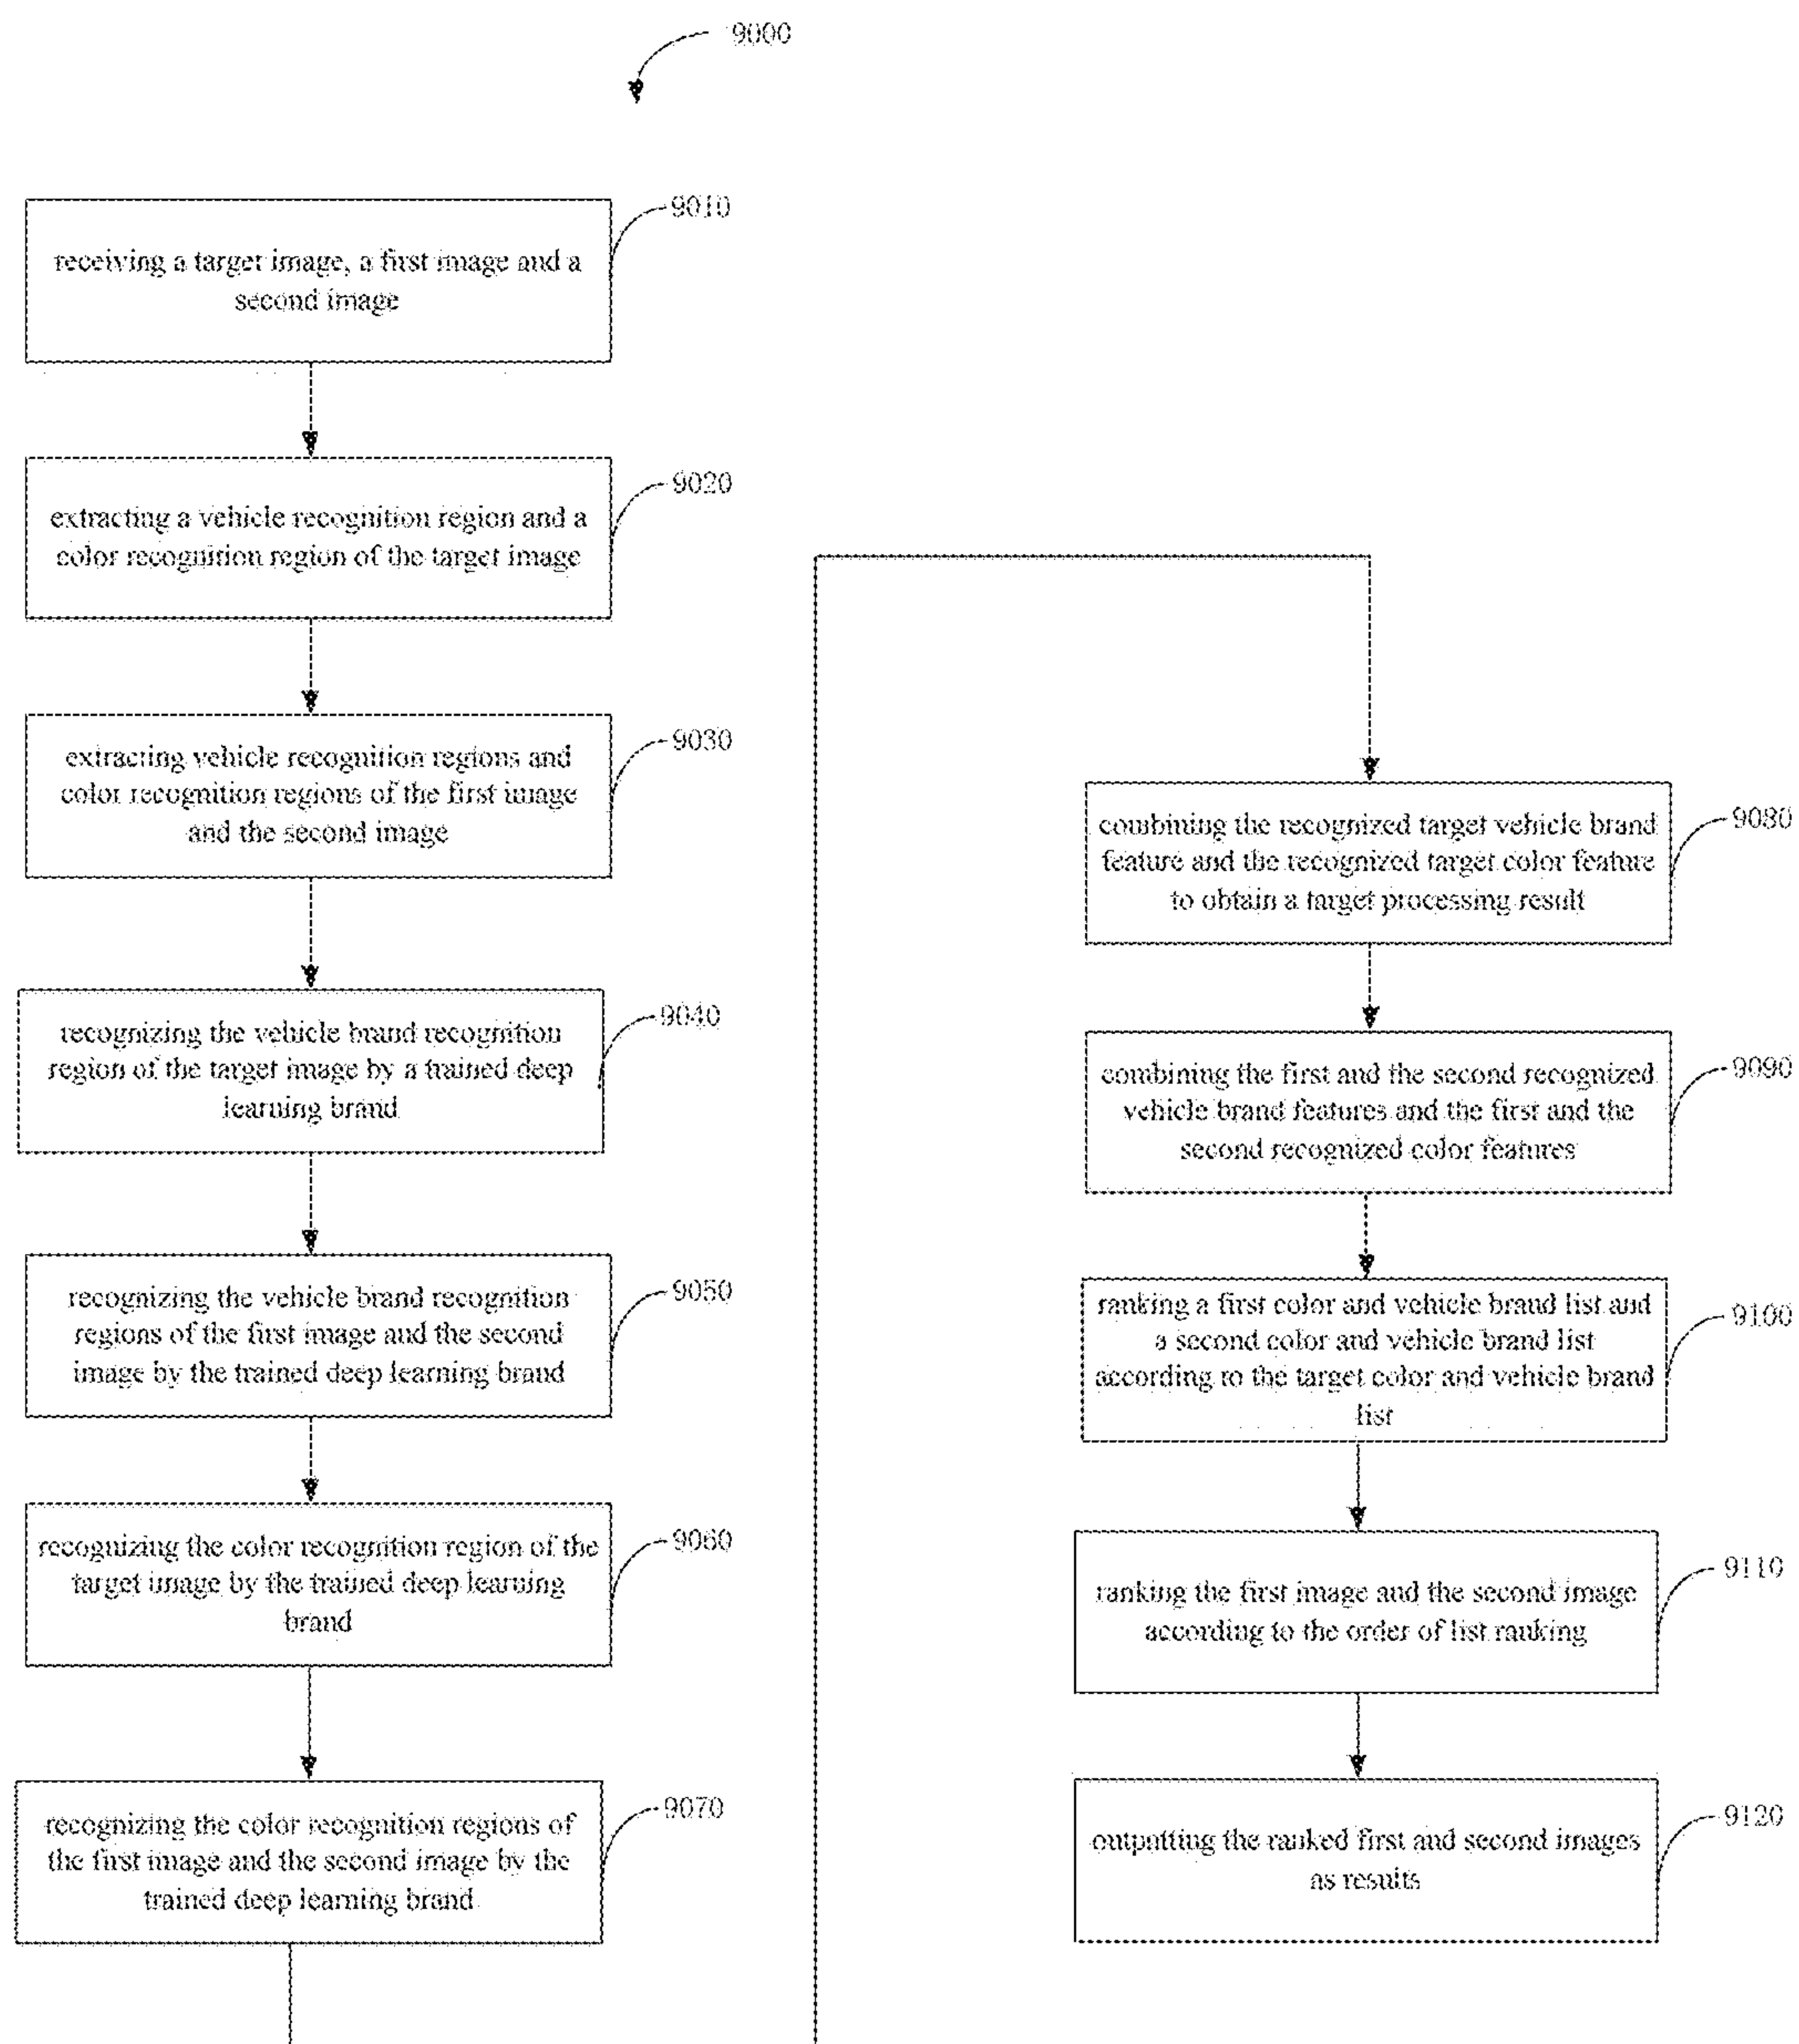 9000
9010
receiving a target image, a first image and a
second image
9020
extracting a vehicle recognition region and a
color recognition region of the target image
9030
extracting vehicle recognition regions and
color recognition regions of the first image
and the second image
9040
recognizing the vehicle brand recognition
region of the target image by a trained deep
learning brand
9050
recognizing the vehicle brand recognition
regions of the first image and the second
image by the trained deep learning brand
9060
recognizing the color recognition region of the
target image by the trained deep learning
brand
9070
recognizing the color recognition regions of
the first image and the second image by the
trained deep learning brand
9080
combining the recognized target vehicle brand
feature and the recognized target color feature
to obtain a target processing result
9090
combining the first and the second recognized
vehicle brand features and the first and the
second recognized color features
9100
ranking a first color and vehicle brand list and
a second color and vehicle brand list
according to the target color and vehicle brand
list
9110
ranking the first image and the second image
according to the order of list ranking
9120
outputting the ranked first and second images
as results